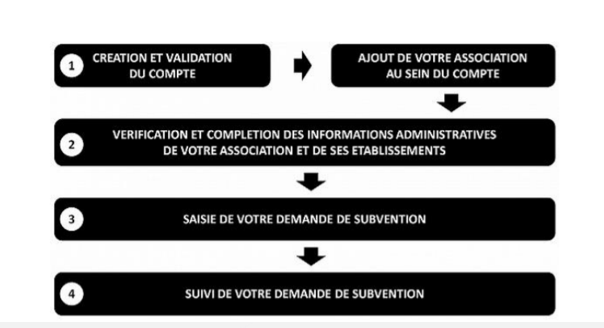 1
CREATION ET VALIDATION
DU COMPTE
AJOUT DE VOTRE ASSOCIATION
AU SEIN DU COMPTE
2
VERIFICATION ET COMPLETION DES INFORMATIONS ADMINISTRATIVES
DE VOTRE ASSOCIATION ET DE SES ETABLISSEMENTS
3
SAISIE DE VOTRE DEMANDE DE SUBVENTION
4
SUIVI DE VOTRE DEMANDE DE SUBVENTION